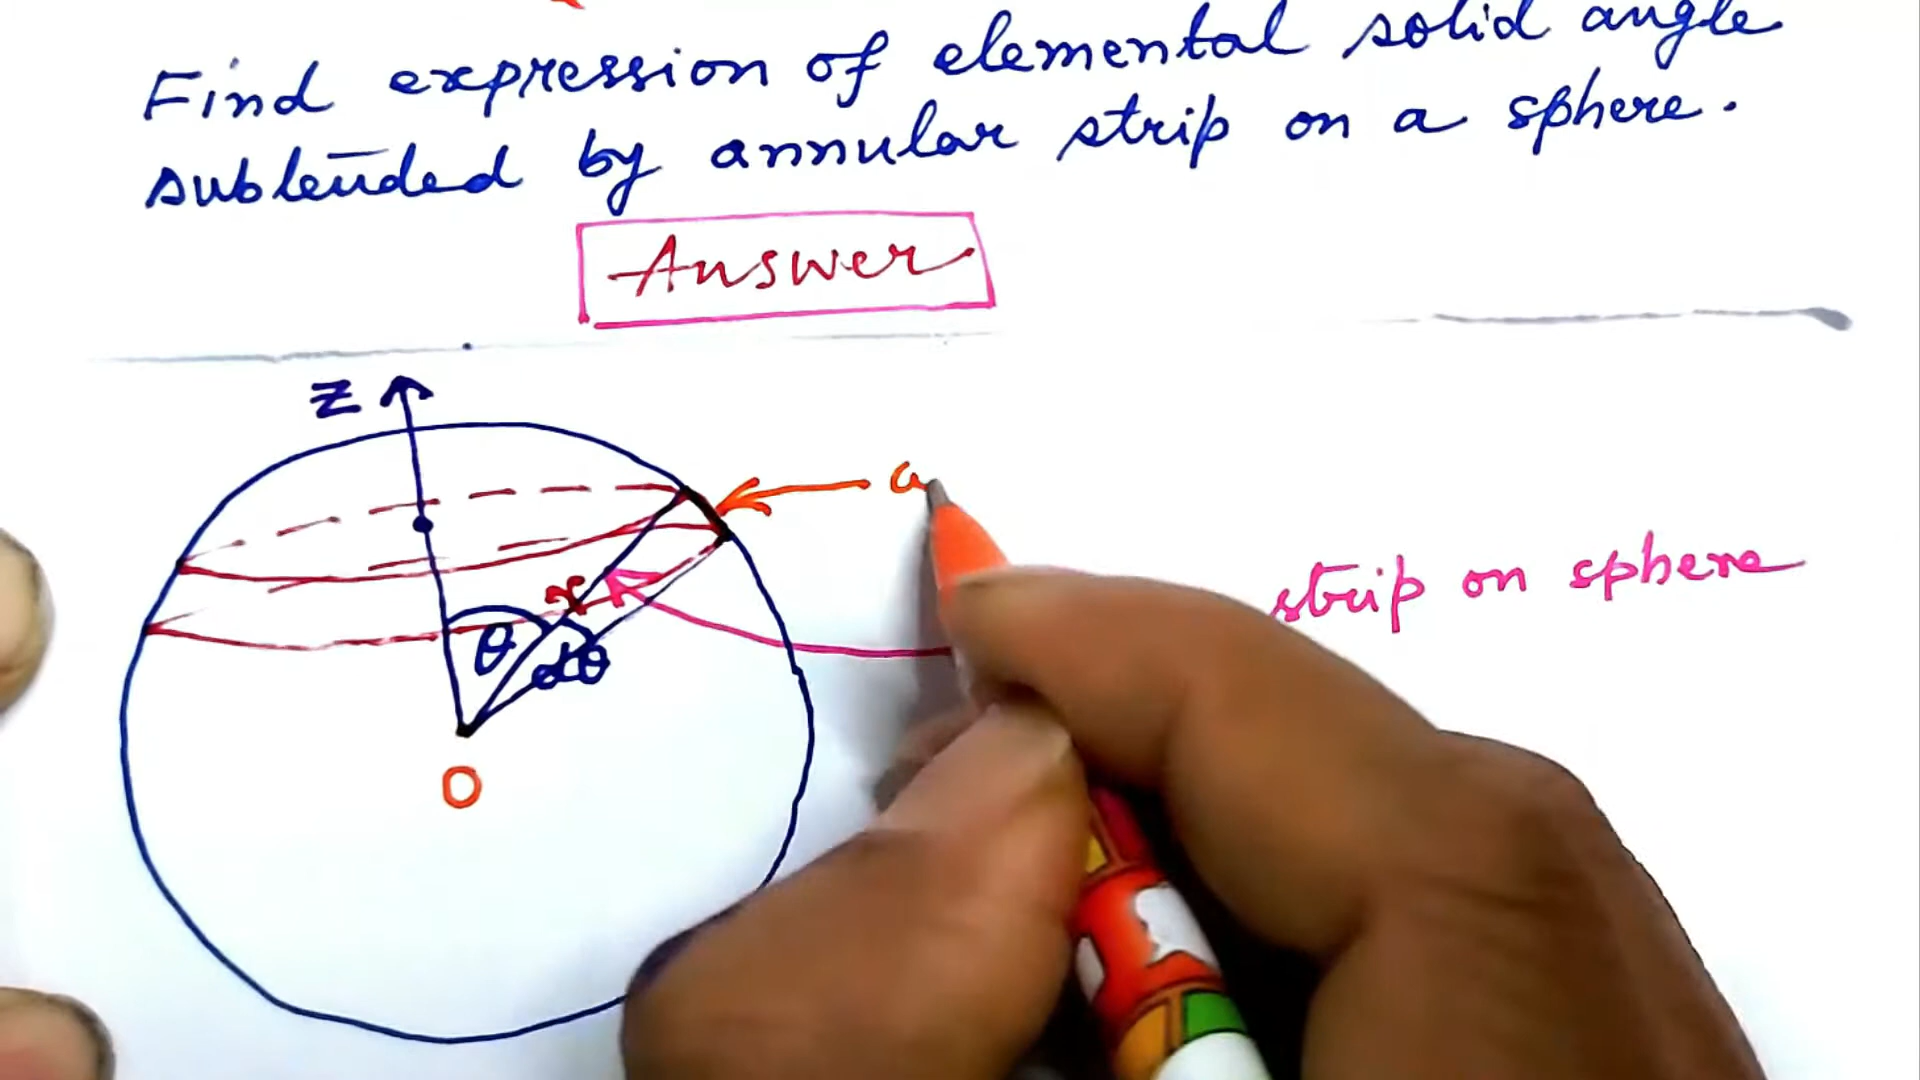 Find expression of elemental solid angle
subtended by annular strip on a sphere.
Answer
Z
a
r
strip on sphere
θ
dθ
O